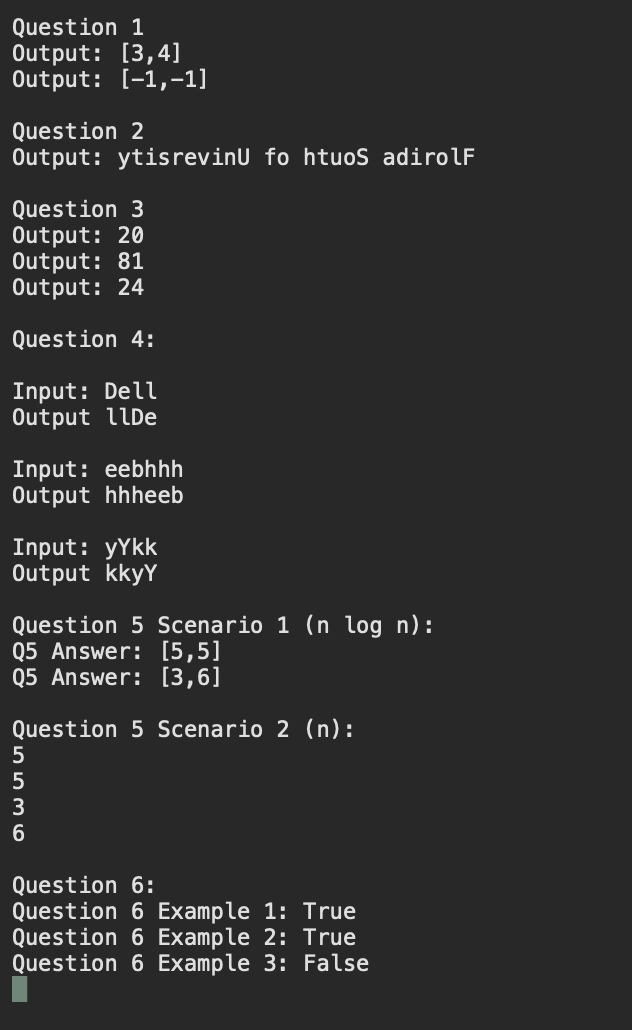 Question 1
Output: [3,4]
Output: [-1,-1]
Question 2
Output: ytisrevinU fo htuoS adirolF
Question 3
Output: 20
Output: 81
Output: 24
Question 4:
Input: Dell
Output llDe
Input: eebhhh
Output hhheeb
Input: yYkk
Output kkyY
Question 5 Scenario 1 (n log n):
Q5 Answer: [5,5]
Q5 Answer: [3,6]
Question 5 Scenario 2 (n):
5
5
3
6
Question 6:
Question 6 Example 1: True
Question 6 Example 2: True
Question 6 Example 3: False